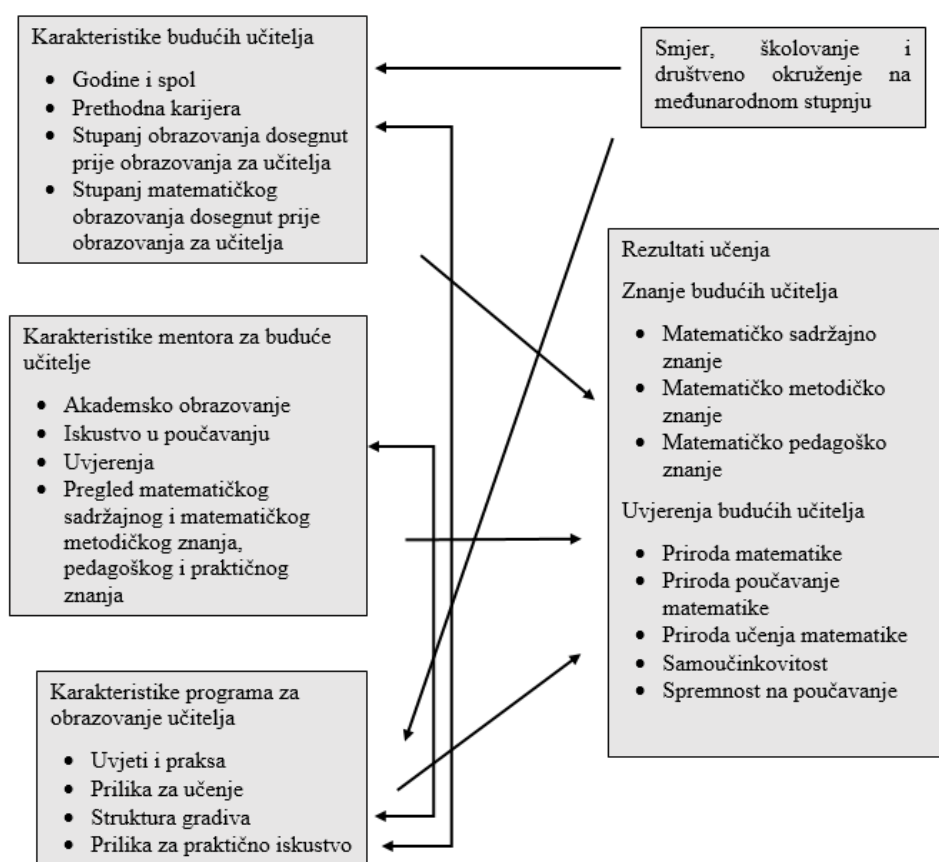 Karakteristike budućih učitelja
• Godine i spol
• Prethodna karijera
• Stupanj obrazovanja dosegnut
prije obrazovanja za učitelja
• Stupanj matematičkog
obrazovanja dosegnut prije
obrazovanja za učitelja
Smjer, školovanje i
društveno okruženje na
međunarodnom stupnju
Karakteristike mentora za buduće
učitelje
• Akademsko obrazovanje
• Iskustvo u poučavanju
• Uvjerenja
• Pregled matematičkog
sadržajnog i matematičkog
metodičkog znanja,
pedagoškog i praktičnog
znanja
Karakteristike programa za
obrazovanje učitelja
• Uvjeti i praksa
• Prilika za učenje
• Struktura gradiva
• Prilika za praktično iskustvo
Rezultati učenja
Znanje budućih učitelja
• Matematičko sadržajno
znanje
• Matematičko metodičko
znanje
• Matematičko pedagoško
znanje
Uvjerenja budućih učitelja
• Priroda matematike
• Priroda poučavanje
matematike
• Priroda učenja matematike
• Samoučinkovitost
• Spremnost na poučavanje